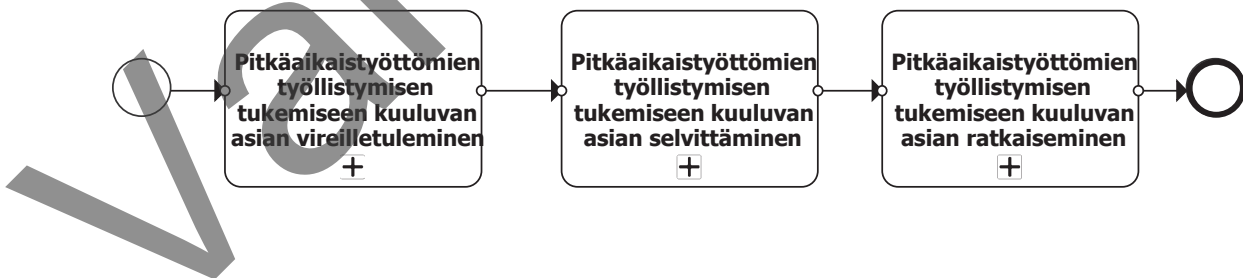 Pitkäaikaistyöttömien
työllistymisen
tukemiseen kuuluvan
asian vireilletuleminen
Pitkäaikaistyöttömien
työllistymisen
tukemiseen kuuluvan
asian selvittäminen
Pitkäaikaistyöttömien
työllistymisen
tukemiseen kuuluvan
asian ratkaiseminen